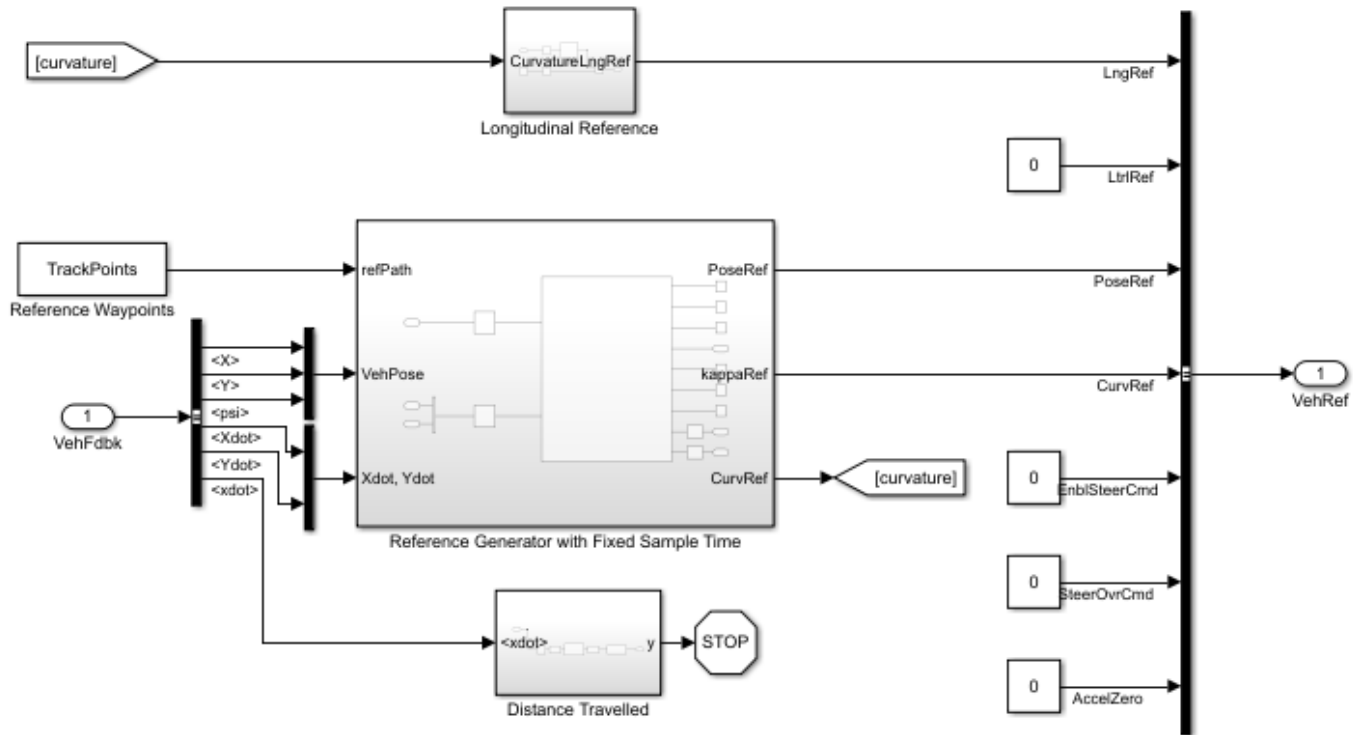 [curvature]
CurvatureLngRef
Longitudinal Reference
LngRef
0
LtrlRef
TrackPoints
Reference Waypoints
refPath
PoseRef
PoseRef
<X>
<Y>
<psi>
<Xdot>
<Ydot>
<xdot>
1
VehFdbk
VehPose
kappaRef
CurvRef
1
VehRef
Xdot, Ydot
CurvRef
[curvature]
Reference Generator with Fixed Sample Time
0
EnblSteerCmd
0
SteerOvrCmd
<xdot>
y
STOP
Distance Travelled
0
AccelZero